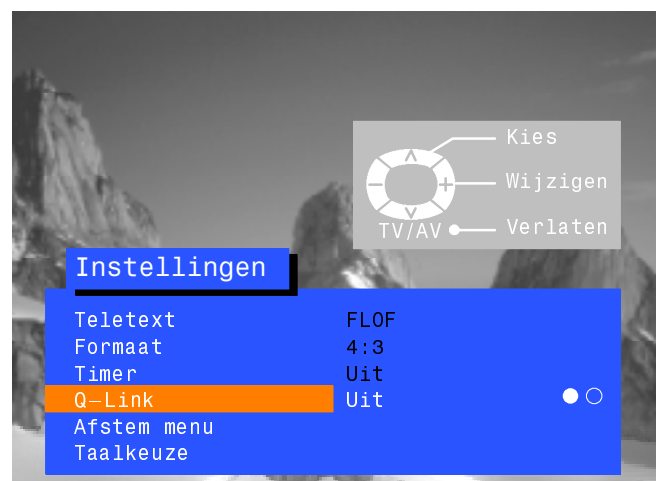 Kies
Wijzigen
TV/AV Verlaten
Instellingen
Teletext FLOF
Formaat 4:3
Timer Uit
Q-Link Uit
Afstem menu
Taalkeuze